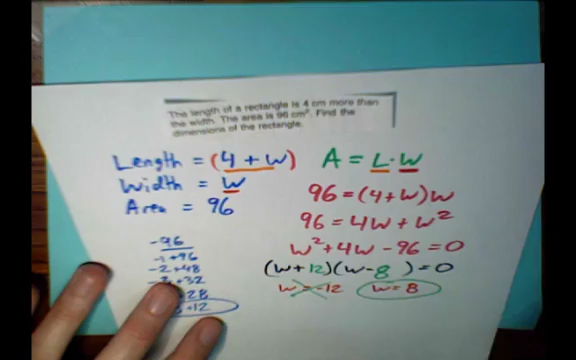 The length of a rectangle is 4 cm more than
the width. The area is 96 cm². Find the
dimensions of the rectangle.
Length = (4 + w)
Width = w
Area = 96
A = L · W
96 = (4+w)w
96 = 4w + w²
w² + 4w - 96 = 0
(w+12)(w-8) = 0
w = -12
w = 8
-96
-1 +96
-2 +48
-3 +32
+12